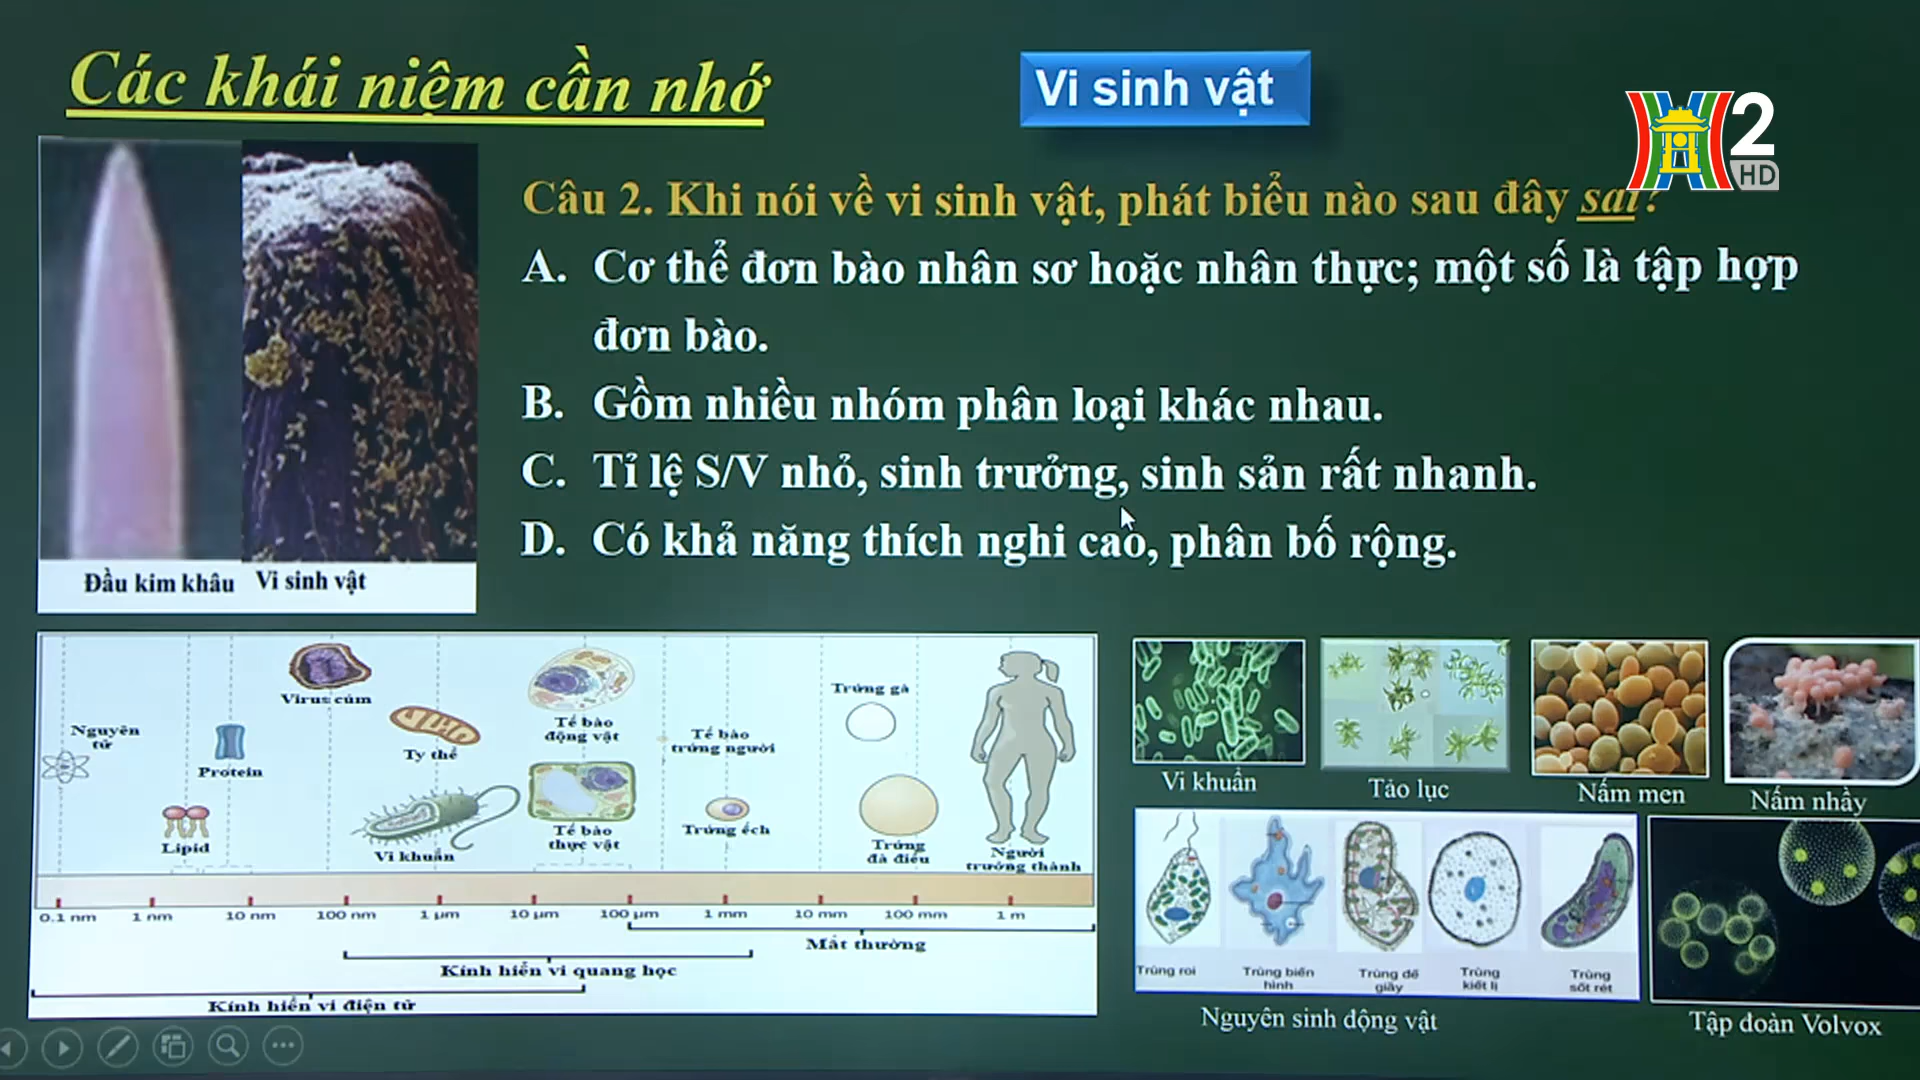 Các khái niệm cần nhớ
Vi sinh vật
2
HD
Câu 2. Khi nói về vi sinh vật, phát biểu nào sau đây sai?
A. Cơ thể đơn bào nhân sơ hoặc nhân thực; một số là tập hợp
đơn bào.
B. Gồm nhiều nhóm phân loại khác nhau.
C. Tỉ lệ S/V nhỏ, sinh trưởng, sinh sản rất nhanh.
D. Có khả năng thích nghi cao, phân bố rộng.
Đầu kim khâu Vi sinh vật
Nguyên
tử
Lipid
Protein
Virus cúm
Ty thể
Vi khuẩn
Tế bào
động vật
Tế bào
thực vật
Tế bào
trứng người
Trứng ếch
Trứng gà
Trứng
đà điểu
Người
trưởng thành
0.1 nm 1 nm 10 nm 100 nm 1 µm 10 µm 100 µm 1 mm 10 mm 100 mm 1 m
Mắt thường
Kính hiển vi quang học
Kính hiển vi điện tử
Vi khuẩn
Tảo lục
Nấm men
Nấm nhầy
Trùng roi
Trùng biến
hình
Trùng đế
giầy
Trùng
kiết lị
Trùng
sốt rét
Nguyên sinh động vật
Tập đoàn Volvox